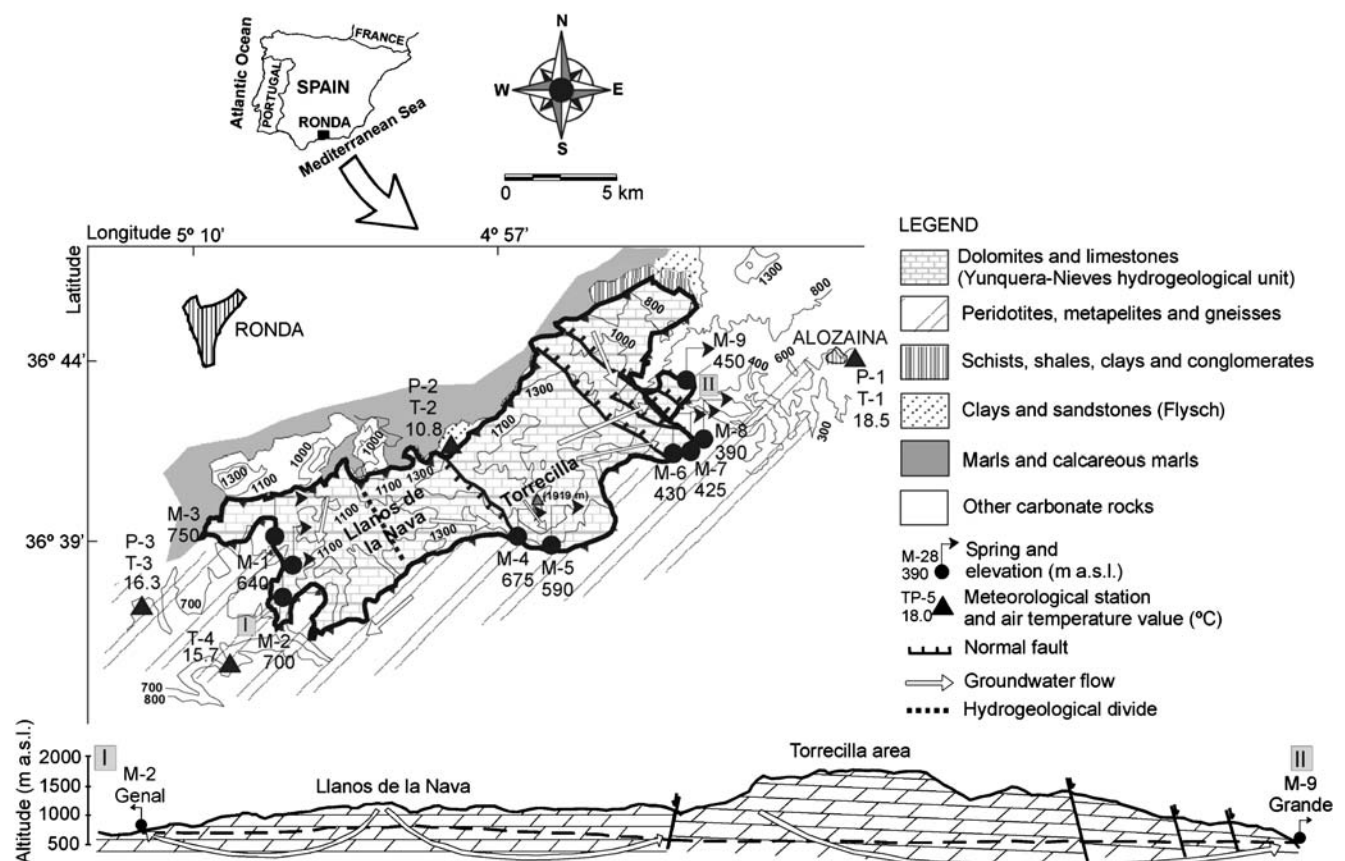 FRANCE
Atlantic Ocean
PORTUGAL
SPAIN
RONDA
Mediterranean Sea
N
W
E
S
0 5 km
Longitude
5º 10'
4º 57'
Latitude
36º 44'
36º 39'
RONDA
ALOZAINA
P-1
T-1
18.5
P-2
T-2
10.8
P-3
T-3
16.3
T-4
15.7
M-3
750
M-1
640
M-2
700
M-4
675
M-5
590
M-6
430
M-7
425
M-8
390
M-9
450
I
II
Llanos de
la Nava
Torrecilla
(1919 m)
1300
1100
1000
1000
1100
1300
1100
1100
1300
1700
1300
1000
800
1300
800
600
400
300
700
700
800
LEGEND
Dolomites and limestones
(Yunquera-Nieves hydrogeological unit)
Peridotites, metapelites and gneisses
Schists, shales, clays and conglomerates
Clays and sandstones (Flysch)
Marls and calcareous marls
Other carbonate rocks
M-28
390
Spring and
elevation (m a.s.l.)
TP-5
18.0
Meteorological station
and air temperature value (ºC)
Normal fault
Groundwater flow
Hydrogeological divide
Altitude (m a.s.l.)
2000
1500
1000
500
I
M-2
Genal
Llanos de la Nava
Torrecilla area
II
M-9
Grande